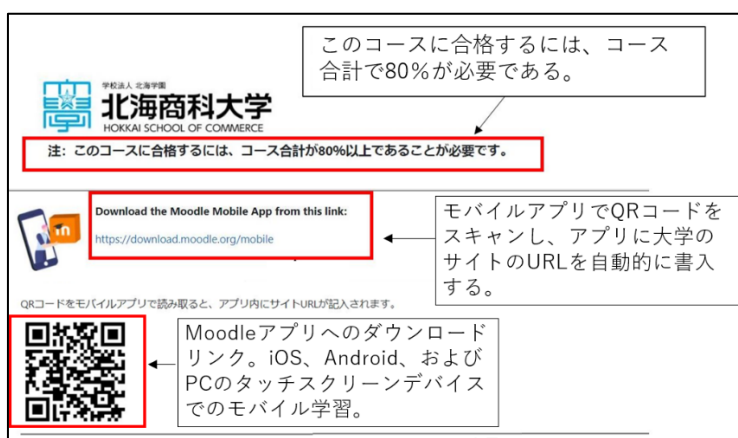 このコースに合格するには、コース
合計で80%が必要である。
学校法人 北海学園
北海商科大学
HOKKAI SCHOOL OF COMMERCE
注: このコースに合格するには、コース合計が80%以上であることが必要です。
Download the Moodle Mobile App from this link:
https://download.moodle.org/mobile
モバイルアプリでQRコードを
スキャンし、アプリに大学の
サイトのURLを自動的に書入
する。
QRコードをモバイルアプリで読み取ると、アプリ内にサイトURLが記入されます。
Moodleアプリへのダウンロード
リンク。iOS、Android、および
PCのタッチスクリーンデバイス
でのモバイル学習。